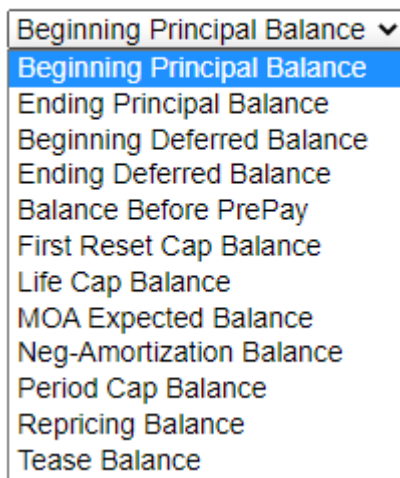 Beginning Principal Balance
Beginning Principal Balance
Ending Principal Balance
Beginning Deferred Balance
Ending Deferred Balance
Balance Before PrePay
First Reset Cap Balance
Life Cap Balance
MOA Expected Balance
Neg-Amortization Balance
Period Cap Balance
Repricing Balance
Tease Balance